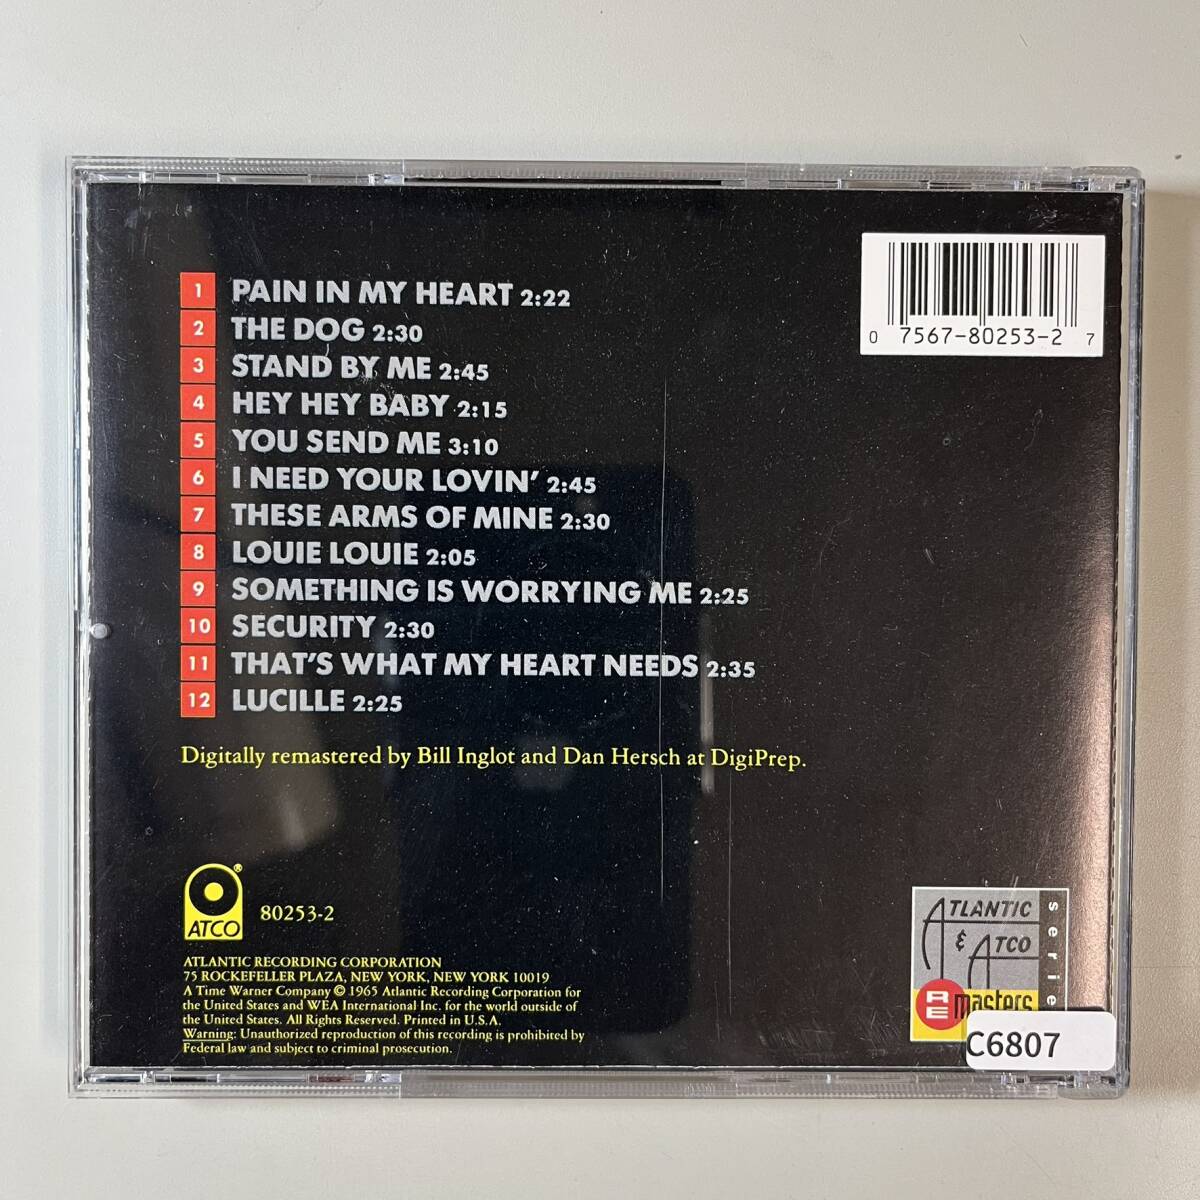 1 PAIN IN MY HEART 2:22
2 THE DOG 2:30
3 STAND BY ME 2:45
4 HEY HEY BABY 2:15
5 YOU SEND ME 3:10
6 I NEED YOUR LOVIN' 2:45
7 THESE ARMS OF MINE 2:30
8 LOUIE LOUIE 2:05
9 SOMETHING IS WORRYING ME 2:25
10 SECURITY 2:30
11 THAT'S WHAT MY HEART NEEDS 2:35
12 LUCILLE 2:25
0 7567-80253-2 7
Digitally remastered by Bill Inglot and Dan Hersch at DigiPrep.
ATCO ®
80253-2
ATLANTIC RECORDING CORPORATION
75 ROCKEFELLER PLAZA, NEW YORK, NEW YORK 10019
A Time Warner Company © 1965 Atlantic Recording Corporation for
the United States and WEA International Inc. for the world outside of
the United States. All Rights Reserved. Printed in U.S.A.
Warning: Unauthorized reproduction of this recording is prohibited by
Federal law and subject to criminal prosecution.
ATLANTIC
& ATCO
RE masters
serie
C6807